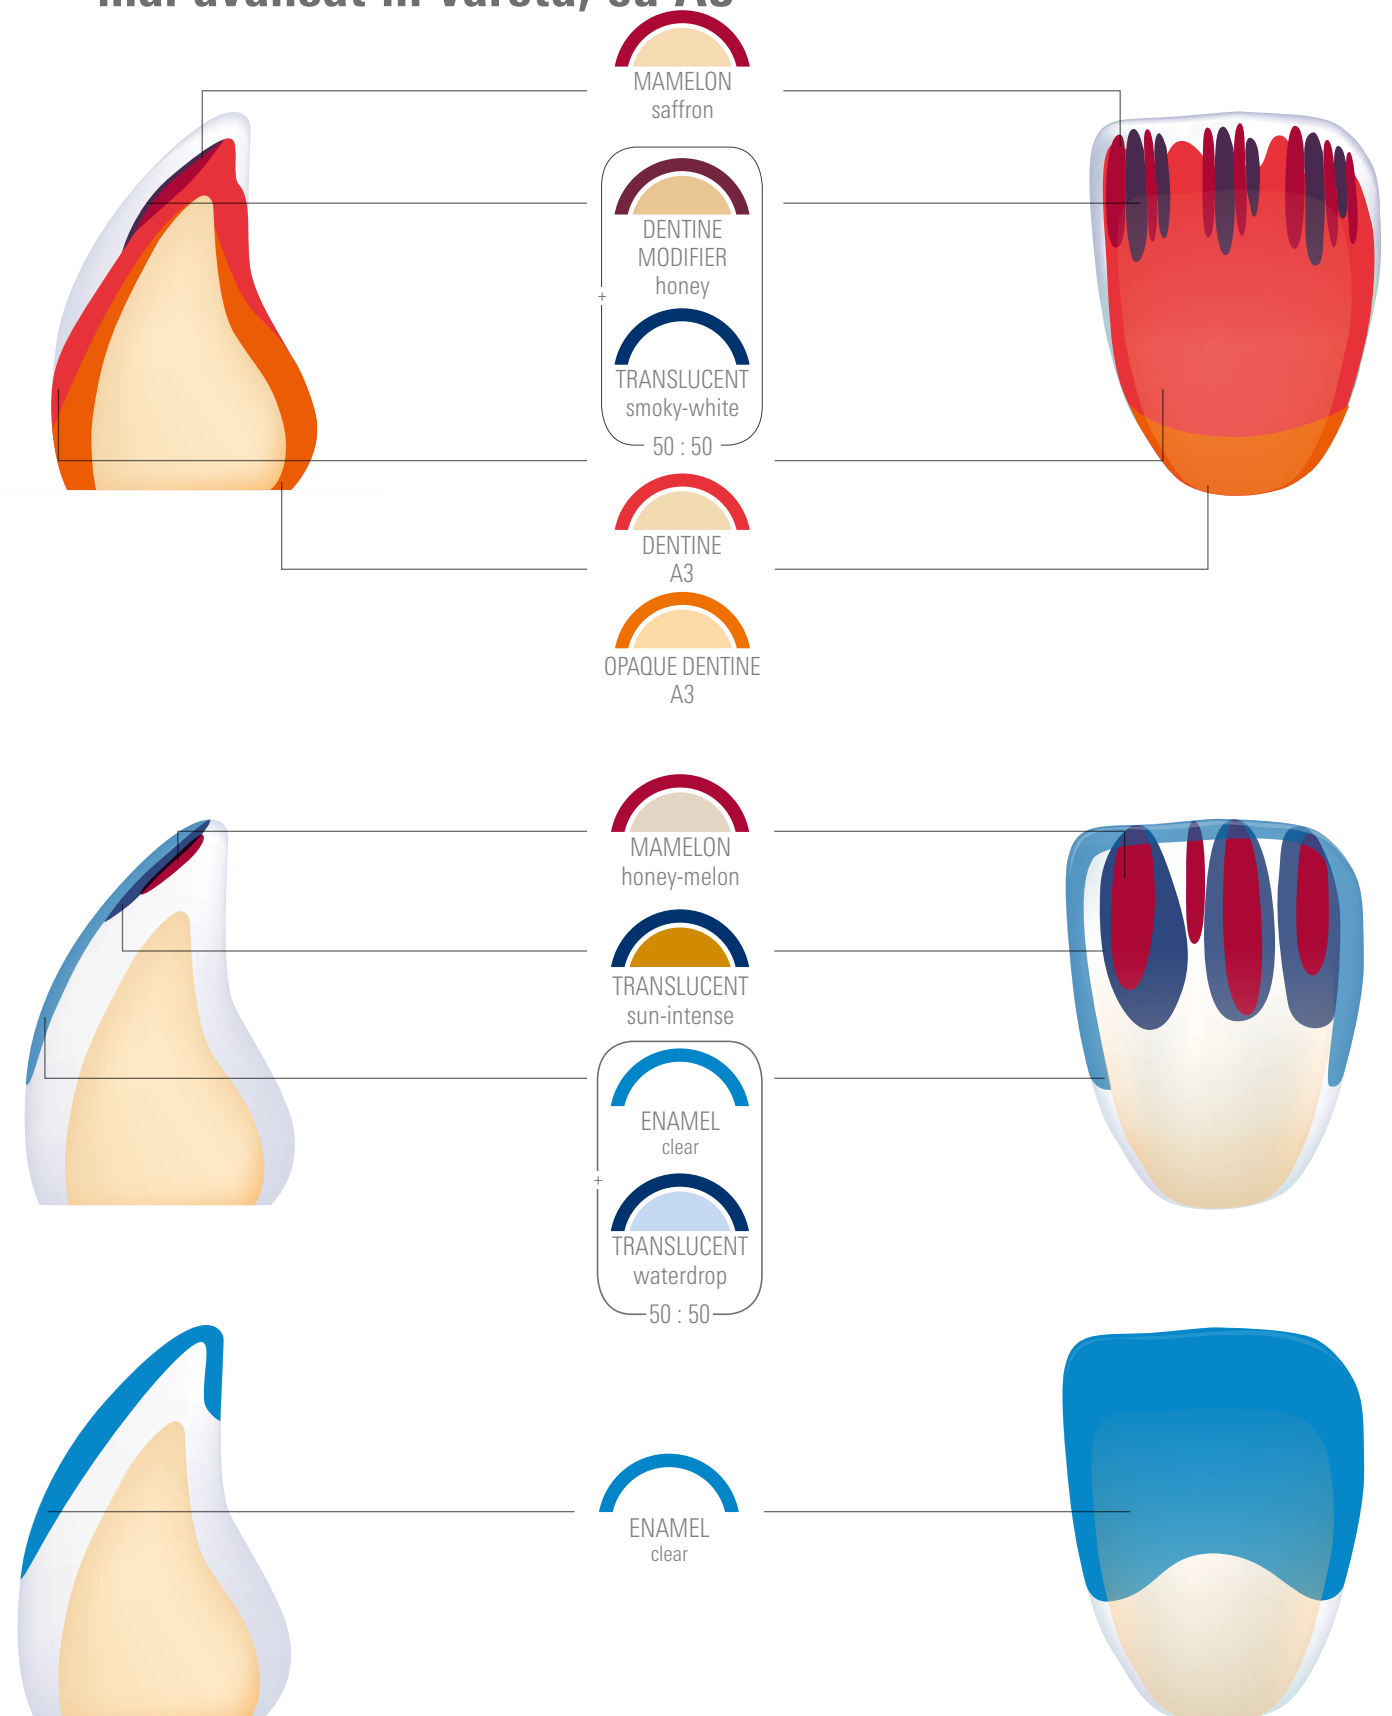 MAMELON
saffron
DENTINE
MODIFIER
honey
+
TRANSLUCENT
smoky-white
50 : 50
DENTINE
A3
OPAQUE DENTINE
A3
MAMELON
honey-melon
TRANSLUCENT
sun-intense
ENAMEL
clear
+
TRANSLUCENT
waterdrop
50 : 50
ENAMEL
clear